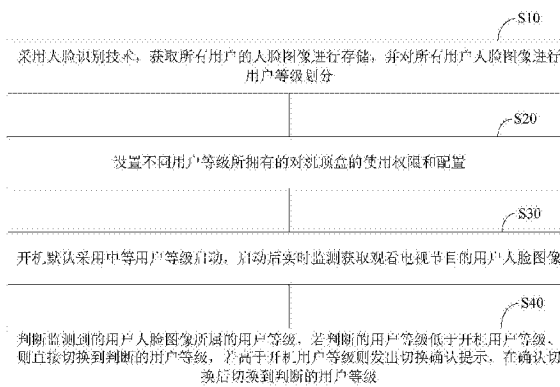 S10
采用人脸识别技术，获取所有用户的人脸图像进行存储，并对所有用户人脸图像进行
用户等级划分
S20
设置不同用户等级所拥有的对机顶盒的使用权限和配置
S30
开机默认采用中等用户等级启动，启动后实时监测获取观看电视节目的用户人脸图像
S40
判断监测到的用户人脸图像所属的用户等级，若判断的用户等级低于开机用户等级、
则直接切换到判断的用户等级，若高于开机用户等级则发出切换确认提示，在确认切
换后切换到判断的用户等级